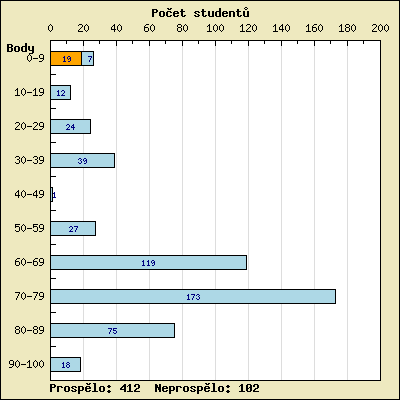 Počet studentů
0 20 40 60 80 100 120 140 160 180 200
Body
0-9 19 7
10-19 12
20-29 24
30-39 39
40-49 1
50-59 27
60-69 119
70-79 173
80-89 75
90-100 18
Prospělo: 412 Neprospělo: 102